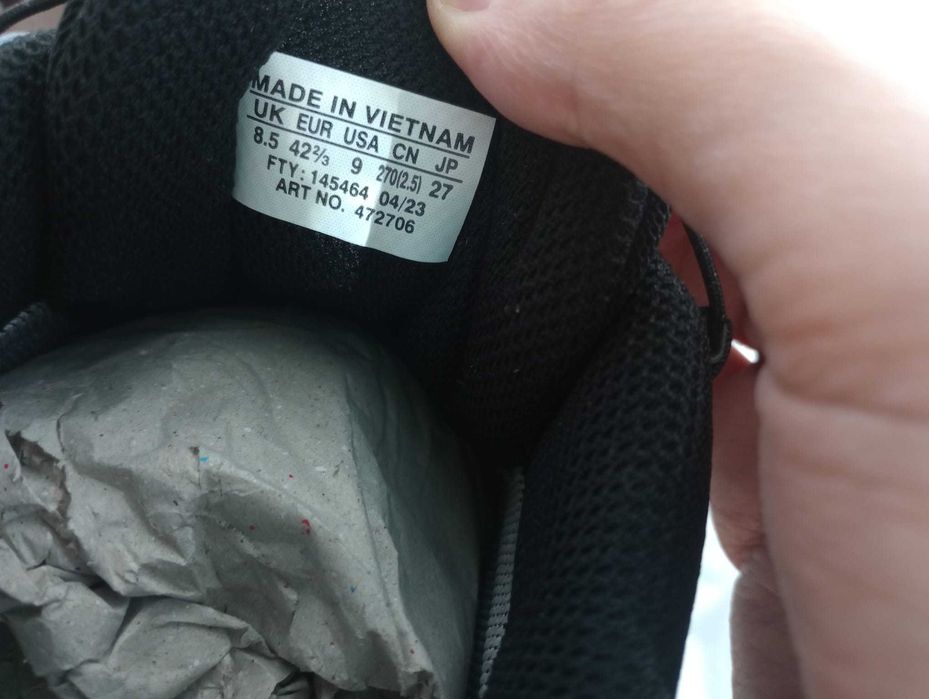 MADE IN VIETNAM
UK EUR USA CN JP
8.5 42⅔ 9 270(2.5) 27
FTY: 145464 04/23
ART NO. 472706